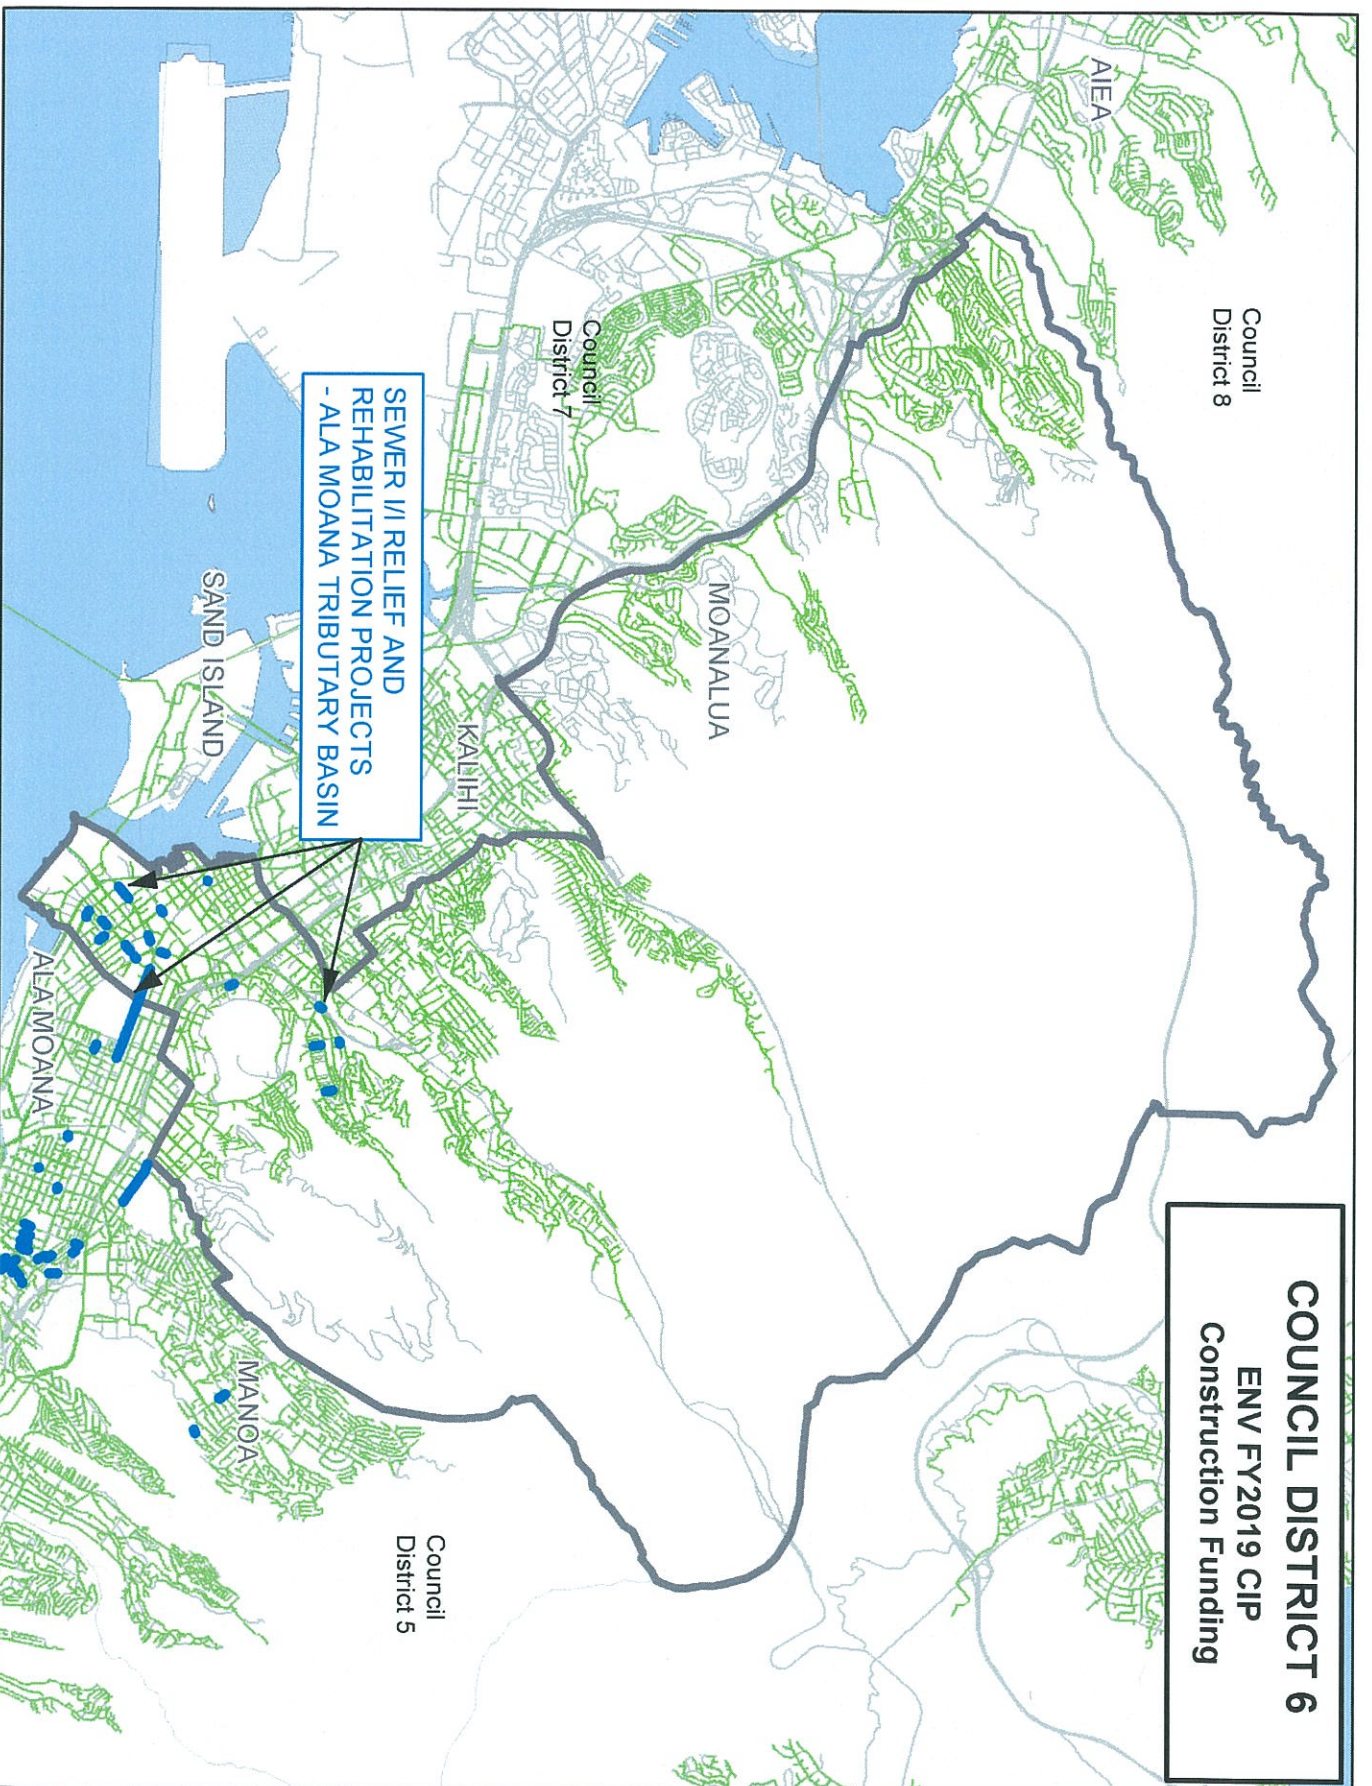 COUNCIL DISTRICT 6
ENV FY2019 CIP
Construction Funding
AIEA
Council
District 8
Council
District 7
MOANALUA
SEWER I/I RELIEF AND
REHABILITATION PROJECTS
- ALA MOANA TRIBUTARY BASIN
KALIHI
SAND ISLAND
ALA MOANA
MANOA
Council
District 5